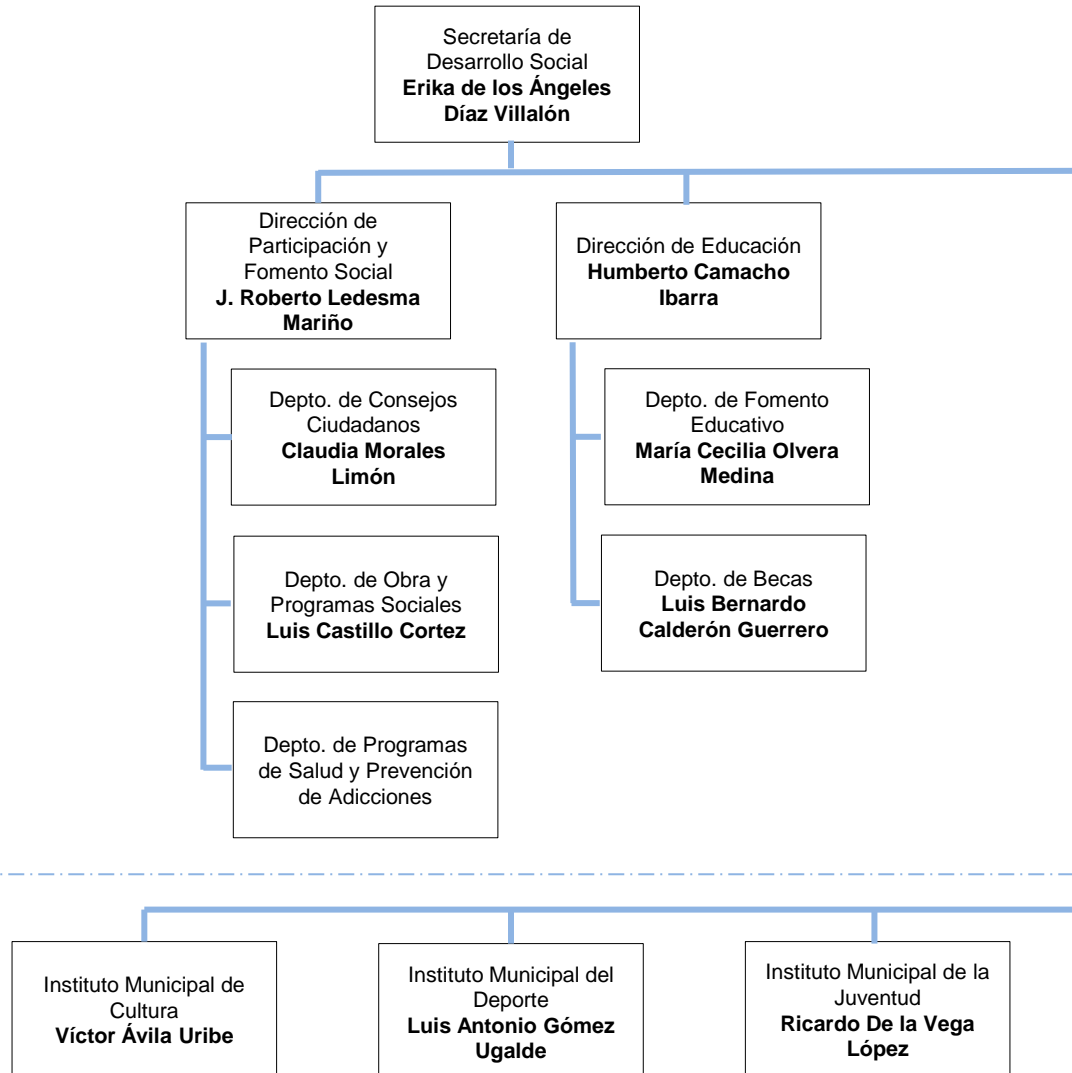 Secretaría de
Desarrollo Social
Erika de los Ángeles
Díaz Villalón
Dirección de
Participación y
Fomento Social
J. Roberto Ledesma
Mariño
Dirección de Educación
Humberto Camacho
Ibarra
Depto. de Consejos
Ciudadanos
Claudia Morales
Limón
Depto. de Fomento
Educativo
María Cecilia Olvera
Medina
Depto. de Obra y
Programas Sociales
Luis Castillo Cortez
Depto. de Becas
Luis Bernardo
Calderón Guerrero
Depto. de Programas
de Salud y Prevención
de Adicciones
Instituto Municipal de
Cultura
Víctor Ávila Uribe
Instituto Municipal del
Deporte
Luis Antonio Gómez
Ugalde
Instituto Municipal de la
Juventud
Ricardo De la Vega
López